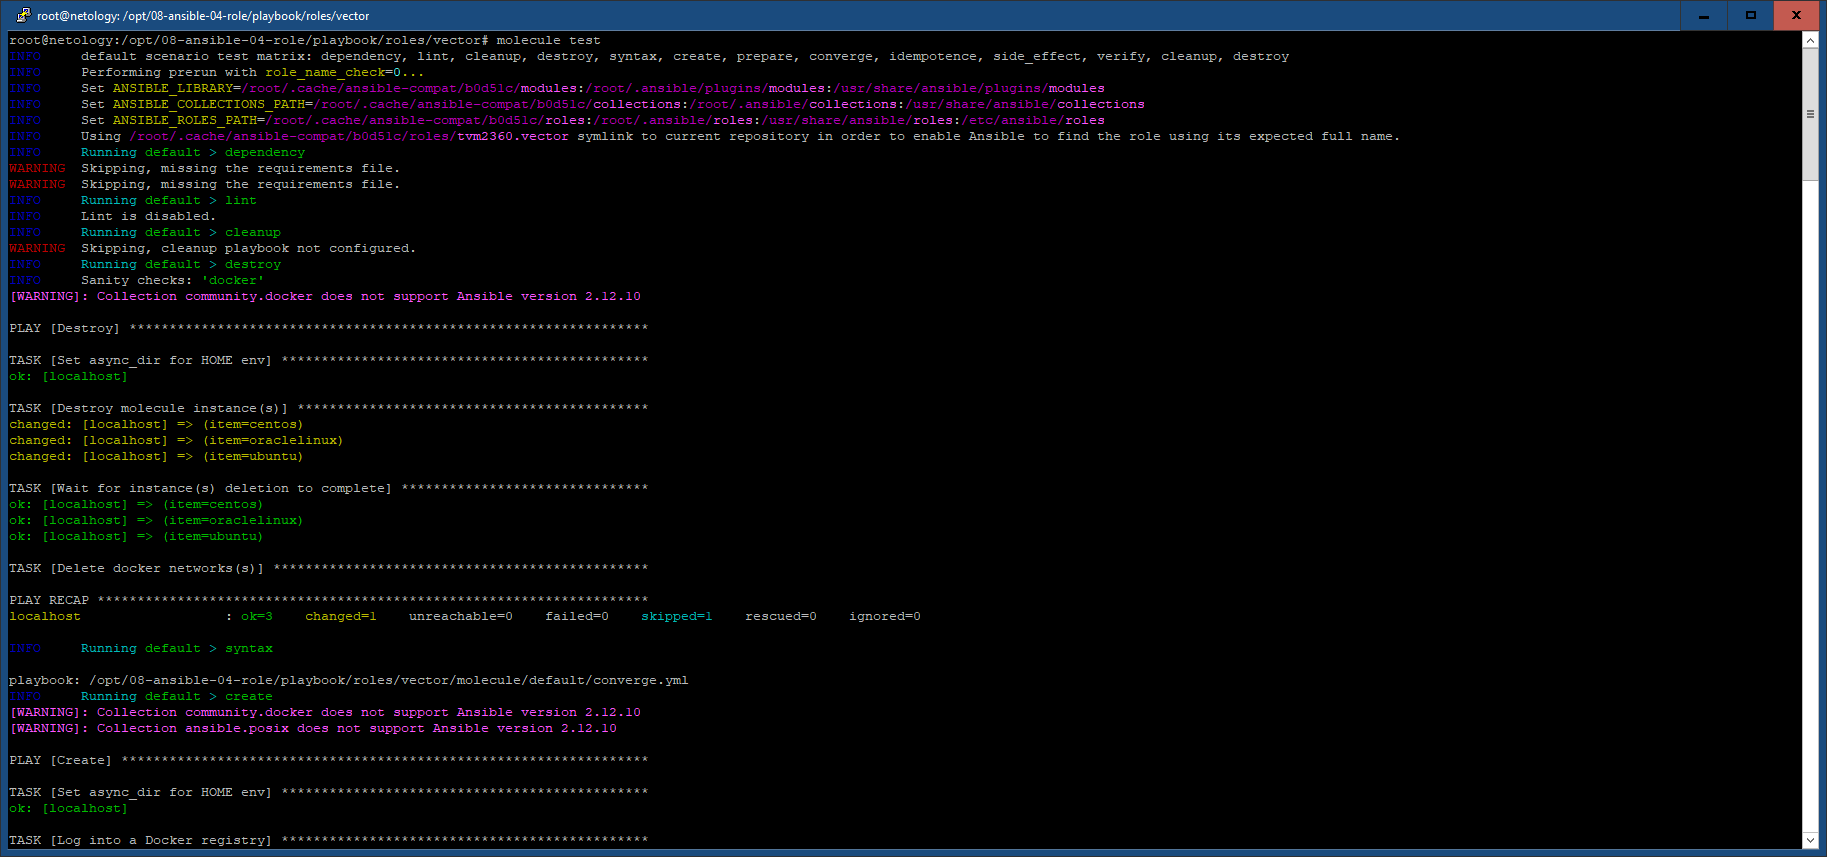 root@netology: /opt/08-ansible-04-role/playbook/roles/vector
root@netology:/opt/08-ansible-04-role/playbook/roles/vector# molecule test
INFO     default scenario test matrix: dependency, lint, cleanup, destroy, syntax, create, prepare, converge, idempotence, side_effect, verify, cleanup, destroy
INFO     Performing prerun with role_name_check=0...
INFO     Set ANSIBLE_LIBRARY=/root/.cache/ansible-compat/b0d51c/modules:/root/.ansible/plugins/modules:/usr/share/ansible/plugins/modules
INFO     Set ANSIBLE_COLLECTIONS_PATH=/root/.cache/ansible-compat/b0d51c/collections:/root/.ansible/collections:/usr/share/ansible/collections
INFO     Set ANSIBLE_ROLES_PATH=/root/.cache/ansible-compat/b0d51c/roles:/root/.ansible/roles:/usr/share/ansible/roles:/etc/ansible/roles
INFO     Using /root/.cache/ansible-compat/b0d51c/roles/tvm2360.vector symlink to current repository in order to enable Ansible to find the role using its expected full name.
INFO     Running default > dependency
WARNING  Skipping, missing the requirements file.
WARNING  Skipping, missing the requirements file.
INFO     Running default > lint
INFO     Lint is disabled.
INFO     Running default > cleanup
WARNING  Skipping, cleanup playbook not configured.
INFO     Running default > destroy
INFO     Sanity checks: 'docker'
[WARNING]: Collection community.docker does not support Ansible version 2.12.10
PLAY [Destroy] *****************************************************************
TASK [Set async_dir for HOME env] **********************************************
ok: [localhost]
TASK [Destroy molecule instance(s)] ********************************************
changed: [localhost] => (item=centos)
changed: [localhost] => (item=oraclelinux)
changed: [localhost] => (item=ubuntu)
TASK [Wait for instance(s) deletion to complete] *******************************
ok: [localhost] => (item=centos)
ok: [localhost] => (item=oraclelinux)
ok: [localhost] => (item=ubuntu)
TASK [Delete docker networks(s)] ***********************************************
PLAY RECAP *********************************************************************
localhost                  : ok=3    changed=1    unreachable=0    failed=0    skipped=1    rescued=0    ignored=0
INFO     Running default > syntax
playbook: /opt/08-ansible-04-role/playbook/roles/vector/molecule/default/converge.yml
INFO     Running default > create
[WARNING]: Collection community.docker does not support Ansible version 2.12.10
[WARNING]: Collection ansible.posix does not support Ansible version 2.12.10
PLAY [Create] ******************************************************************
TASK [Set async_dir for HOME env] **********************************************
ok: [localhost]
TASK [Log into a Docker registry] **********************************************